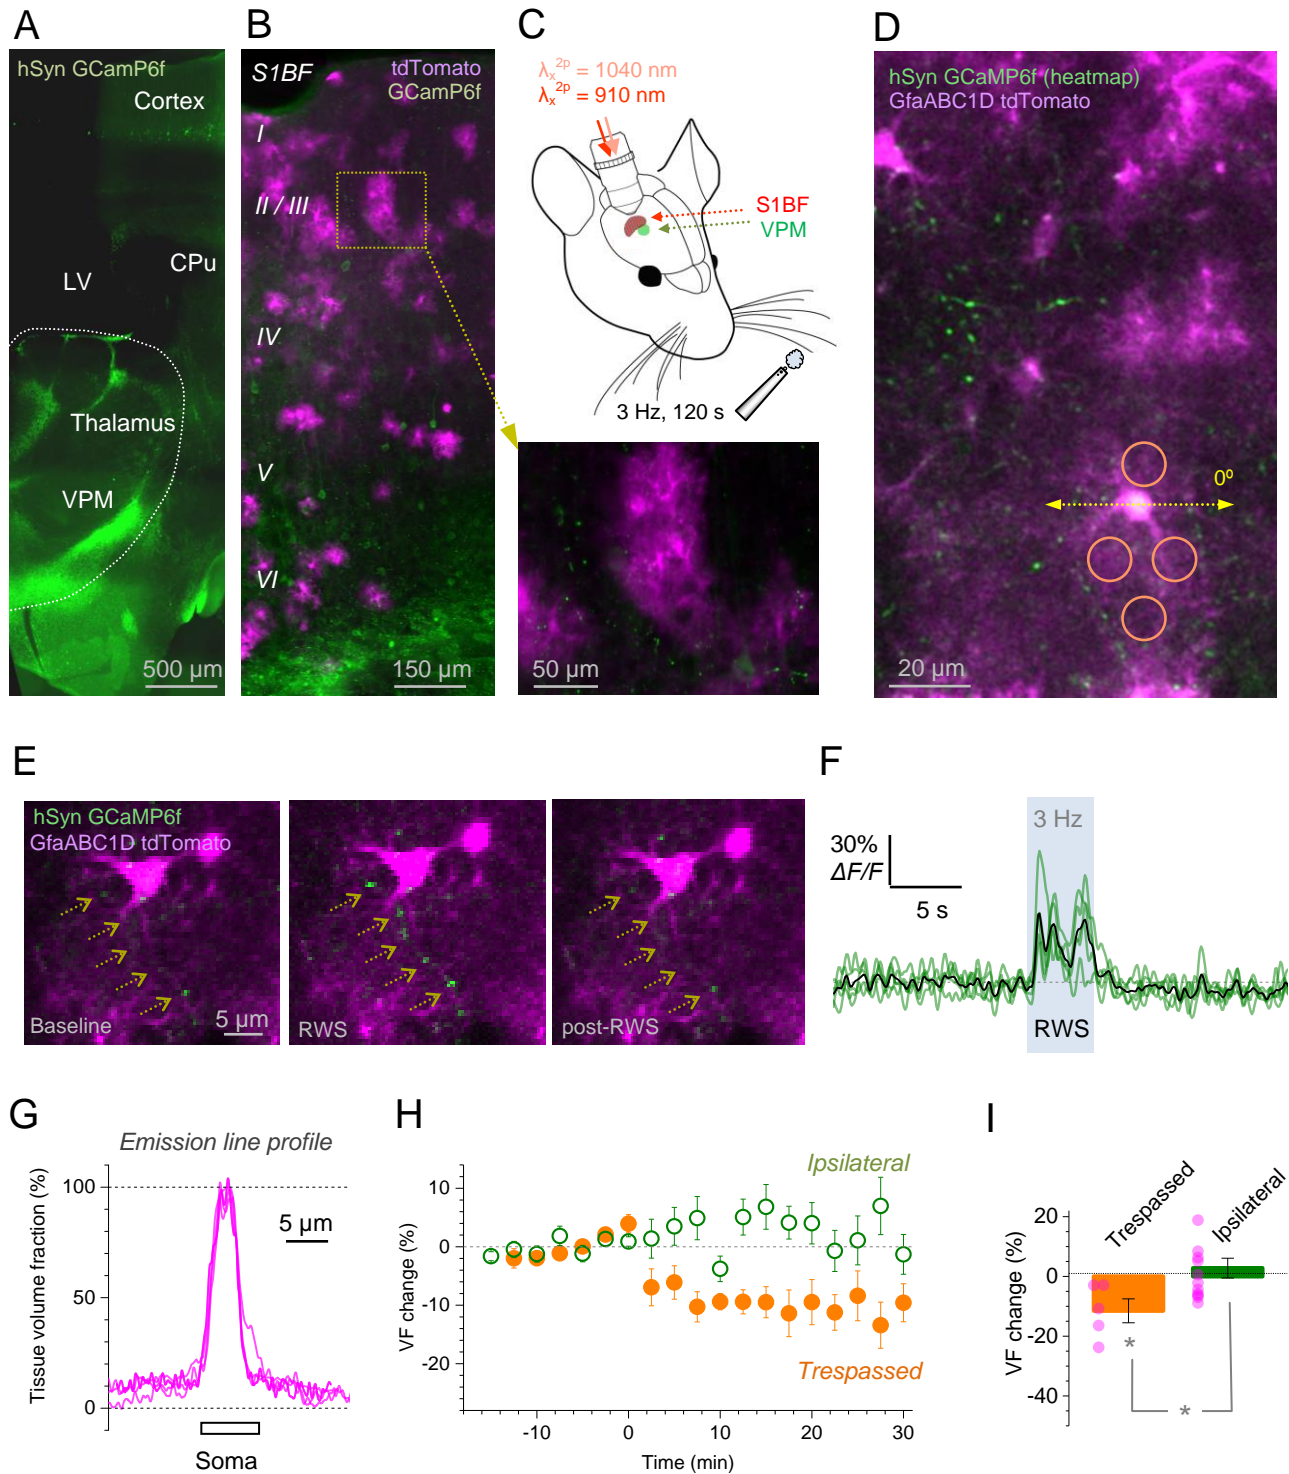 A
hSyn GCamP6f
Cortex
CPu
LV
Thalamus
VPM
500 µm
B
S1BF
tdTomato
GCamP6f
I
II / III
IV
V
VI
150 µm
C
λx2p = 1040 nm
λx2p = 910 nm
S1BF
VPM
3 Hz, 120 s
50 µm
D
hSyn GCaMP6f (heatmap)
GfaABC1D tdTomato
0º
20 µm
E
hSyn GCaMP6f
GfaABC1D tdTomato
Baseline
5 µm
RWS
post-RWS
F
30%
ΔF/F
5 s
3 Hz
RWS
G
Emission line profile
Tissue volume fraction (%)
100
50
0
5 µm
Soma
H
VF change (%)
10
0
-10
-20
Ipsilateral
Trespassed
-10
0
10
20
30
Time (min)
I
Trespassed
Ipsilateral
VF change (%)
20
0
-20
-40
*
*